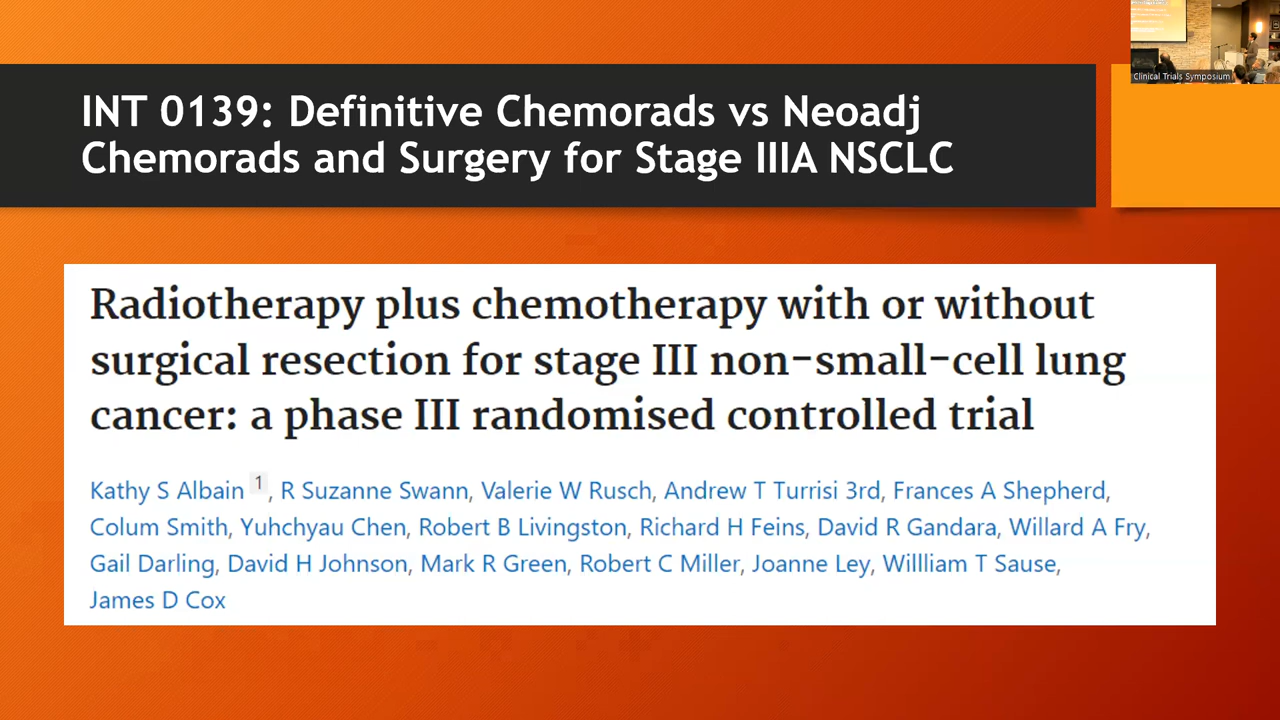 INT 0139: Definitive Chemorads vs Neoadj
Chemorads and Surgery for Stage IIIA NSCLC
Clinical Trials Symposium
Radiotherapy plus chemotherapy with or without
surgical resection for stage III non-small-cell lung
cancer: a phase III randomised controlled trial
Kathy S Albain 1, R Suzanne Swann, Valerie W Rusch, Andrew T Turrisi 3rd, Frances A Shepherd,
Colum Smith, Yuhchyau Chen, Robert B Livingston, Richard H Feins, David R Gandara, Willard A Fry,
Gail Darling, David H Johnson, Mark R Green, Robert C Miller, Joanne Ley, Willliam T Sause,
James D Cox